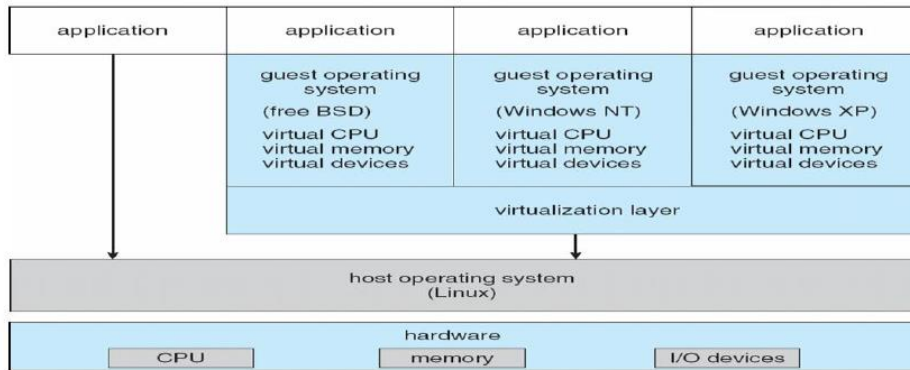 application
application
application
application
guest operating
system
(free BSD)
virtual CPU
virtual memory
virtual devices
guest operating
system
(Windows NT)
virtual CPU
virtual memory
virtual devices
guest operating
system
(Windows XP)
virtual CPU
virtual memory
virtual devices
virtualization layer
host operating system
(Linux)
hardware
CPU
memory
I/O devices